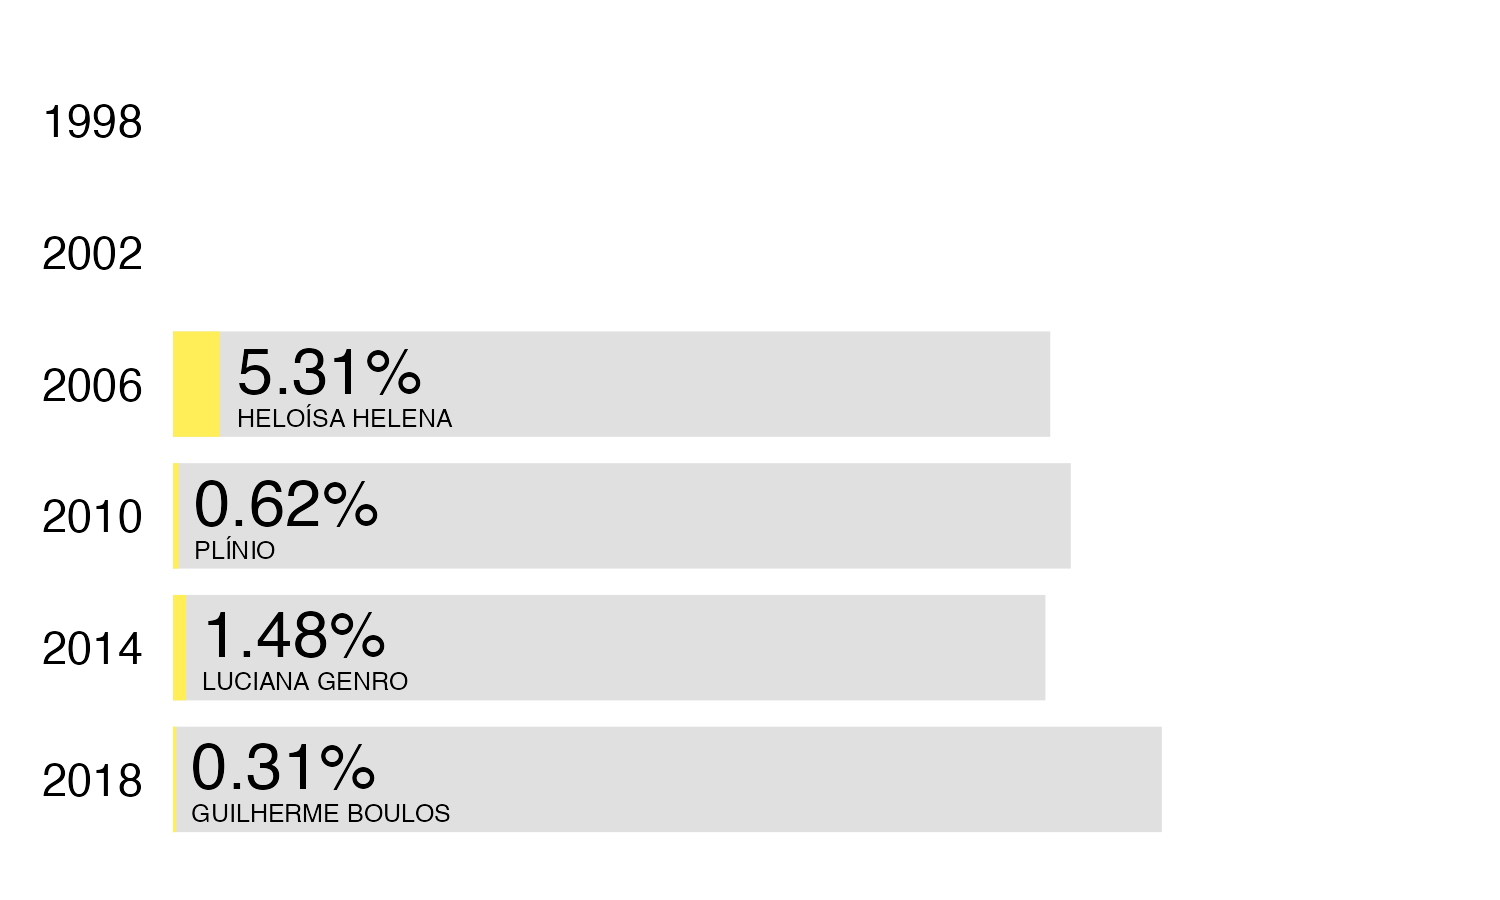 1998
2002
2006
5.31%
HELOÍSA HELENA
2010
0.62%
PLÍNIO
2014
1.48%
LUCIANA GENRO
2018
0.31%
GUILHERME BOULOS